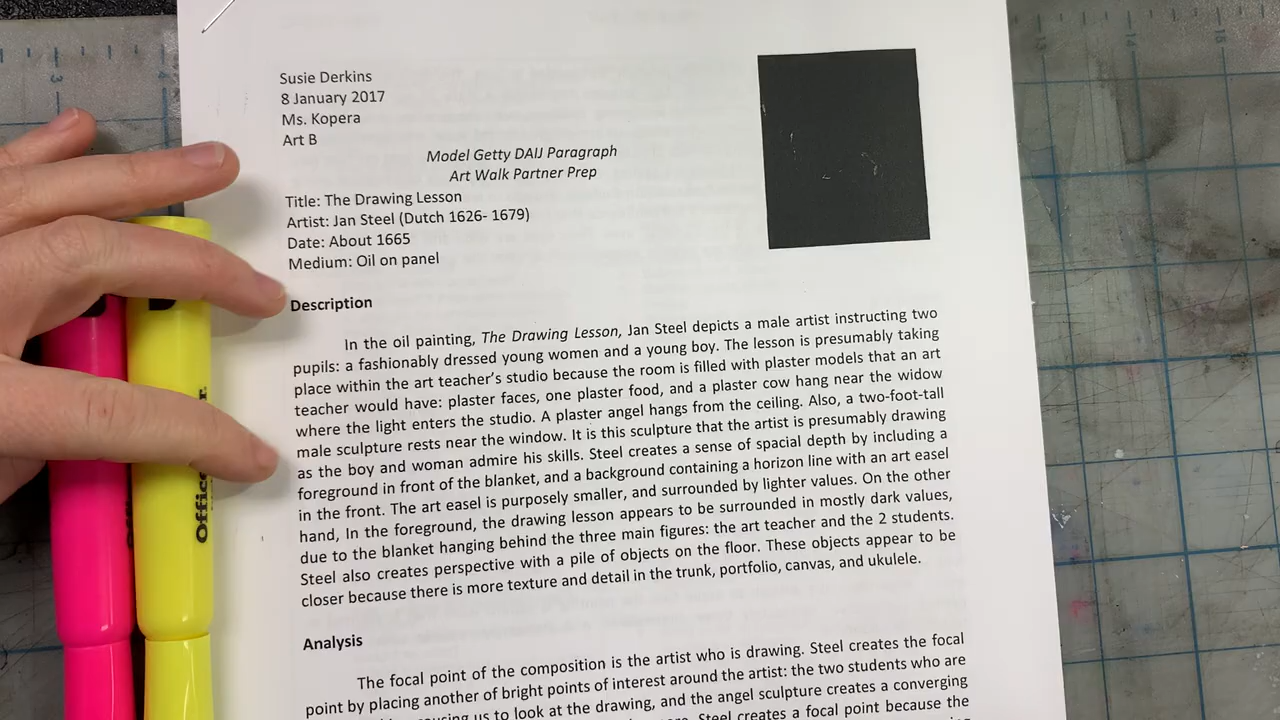 Susie Derkins
8 January 2017
Ms. Kopera
Art B
Model Getty DAIJ Paragraph
Art Walk Partner Prep
Title: The Drawing Lesson
Artist: Jan Steel (Dutch 1626- 1679)
Date: About 1665
Medium: Oil on panel
Description
In the oil painting, The Drawing Lesson, Jan Steel depicts a male artist instructing two
pupils: a fashionably dressed young women and a young boy. The lesson is presumably taking
place within the art teacher's studio because the room is filled with plaster models that an art
teacher would have: plaster faces, one plaster food, and a plaster cow hang near the widow
where the light enters the studio. A plaster angel hangs from the ceiling. Also, a two-foot-tall
male sculpture rests near the window. It is this sculpture that the artist is presumably drawing
as the boy and woman admire his skills. Steel creates a sense of spacial depth by including a
foreground in front of the blanket, and a background containing a horizon line with an art easel
in the front. The art easel is purposely smaller, and surrounded by lighter values. On the other
hand, In the foreground, the drawing lesson appears to be surrounded in mostly dark values,
due to the blanket hanging behind the three main figures: the art teacher and the 2 students.
Steel also creates perspective with a pile of objects on the floor. These objects appear to be
closer because there is more texture and detail in the trunk, portfolio, canvas, and ukulele.
Analysis
The focal point of the composition is the artist who is drawing. Steel creates the focal
point by placing another of bright points of interest around the artist: the two students who are
us to look at the drawing, and the angel sculpture creates a converging
Steel creates a focal point because the
Office